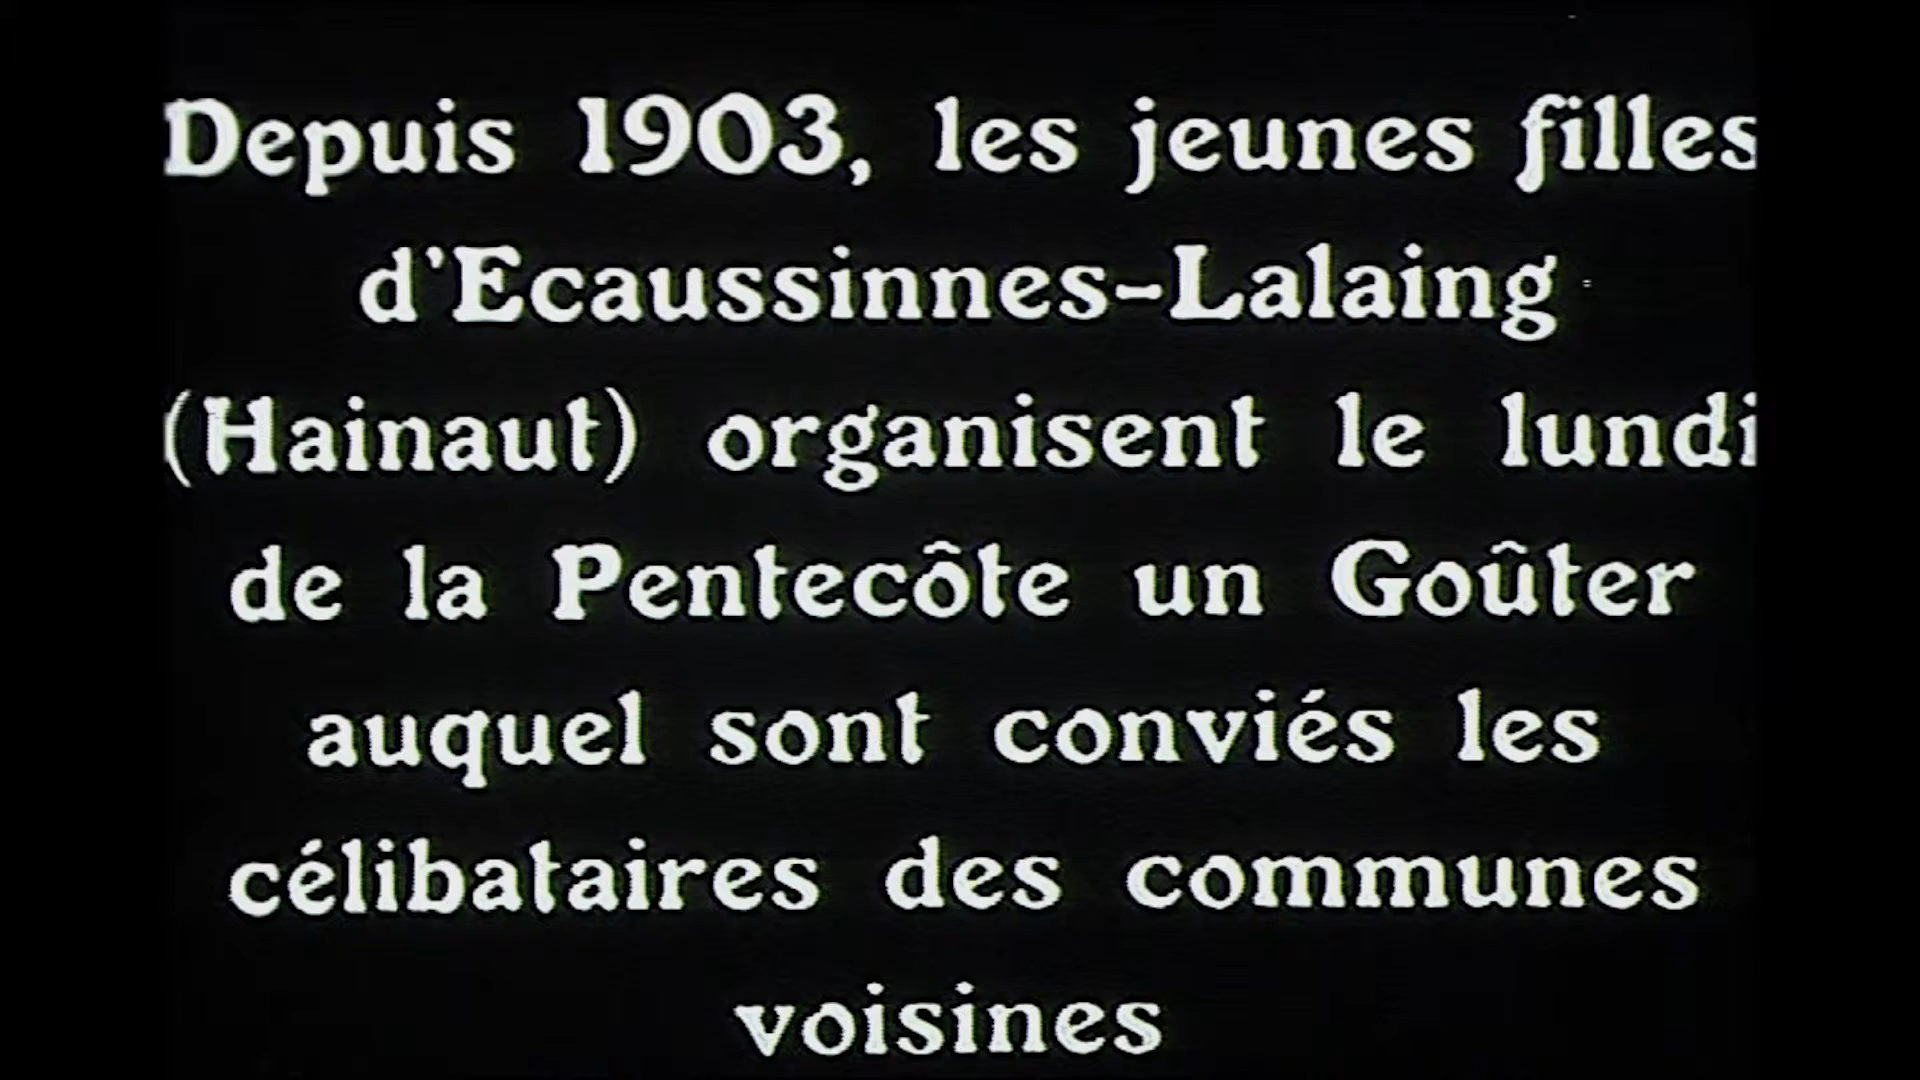 Depuis 1903, les jeunes filles
d'Ecaussinnes-Lalaing
(Hainaut) organisent le lundi
de la Pentecôte un Goûter
auquel sont conviés les
célibataires des communes
voisines